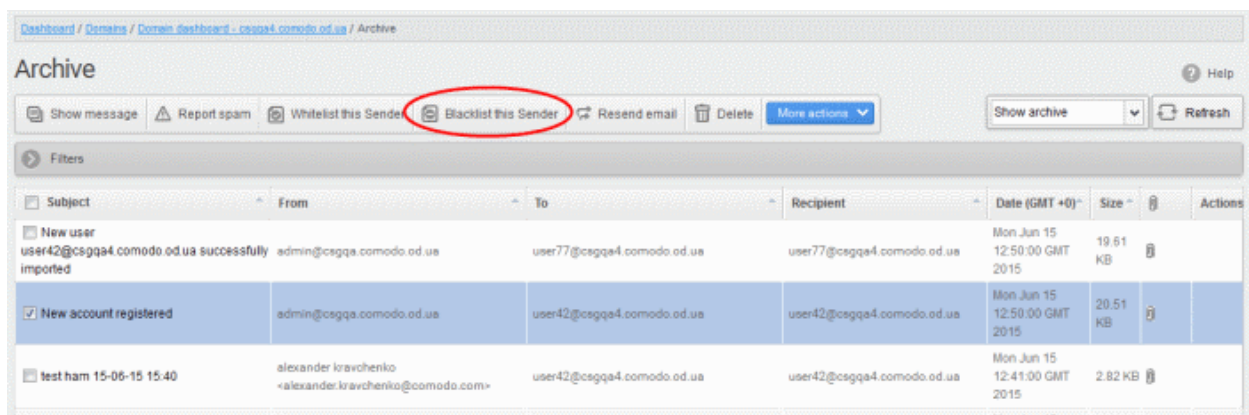 Dashboard / Domains / Domain dashboard - csgqa4.comodo.od.ua / Archive
Archive
Help
Show message Report spam Whitelist this Sender Blacklist this Sender Resend email Delete More actions Show archive Refresh
Filters
Subject From To Recipient Date (GMT +0) Size Actions
New user
user42@csgqa4.comodo.od.ua successfully
imported
admin@csgqa.comodo.od.ua
user77@csgqa4.comodo.od.ua
user77@csgqa4.comodo.od.ua
Mon Jun 15
12:50:00 GMT
2015
19.61
KB
New account registered
admin@csgqa.comodo.od.ua
user42@csgqa4.comodo.od.ua
user42@csgqa4.comodo.od.ua
Mon Jun 15
12:50:00 GMT
2015
20.51
KB
test ham 15-06-15 15:40
alexander kravchenko
<alexander.kravchenko@comodo.com>
user42@csgqa4.comodo.od.ua
user42@csgqa4.comodo.od.ua
Mon Jun 15
12:41:00 GMT
2015
2.82 KB